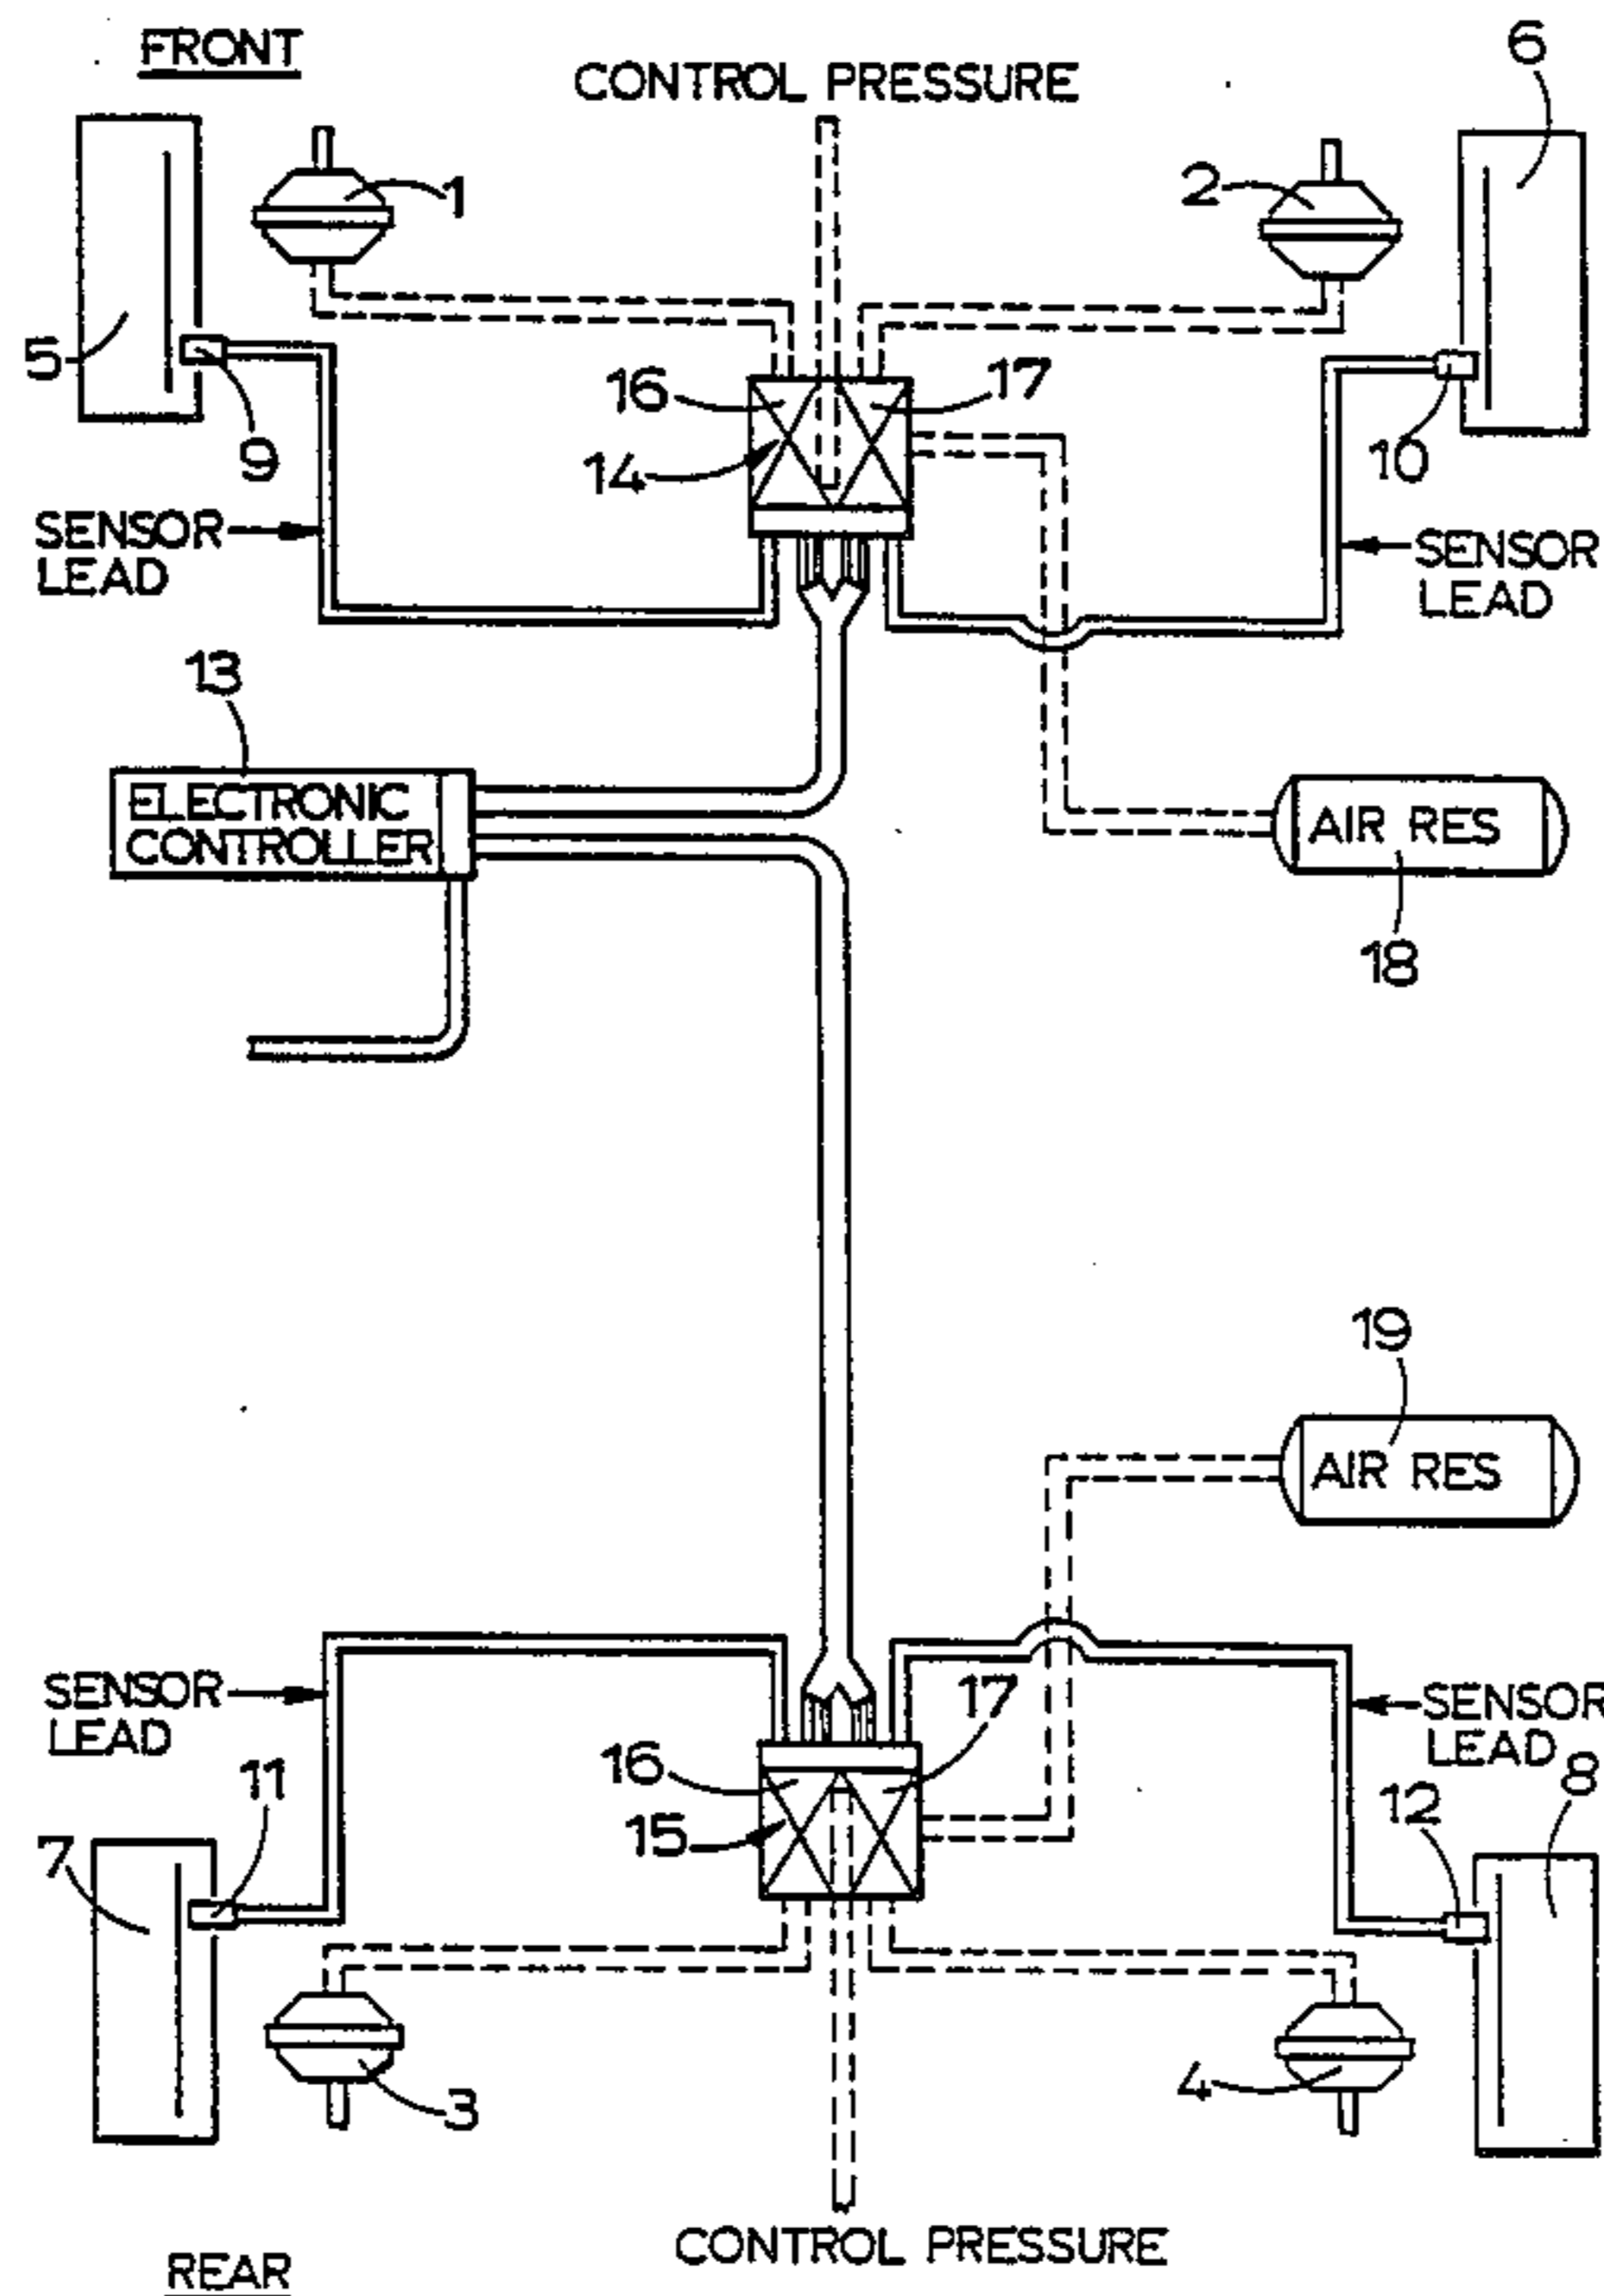 FRONT
CONTROL PRESSURE
6
1
2
5
16
17
9
14
10
SENSOR
LEAD
SENSOR
LEAD
13
ELECTRONIC
CONTROLLER
AIR RES
18
19
AIR RES
SENSOR
LEAD
17
SENSOR
LEAD
16
11
15
12
8
7
3
4
CONTROL PRESSURE
REAR